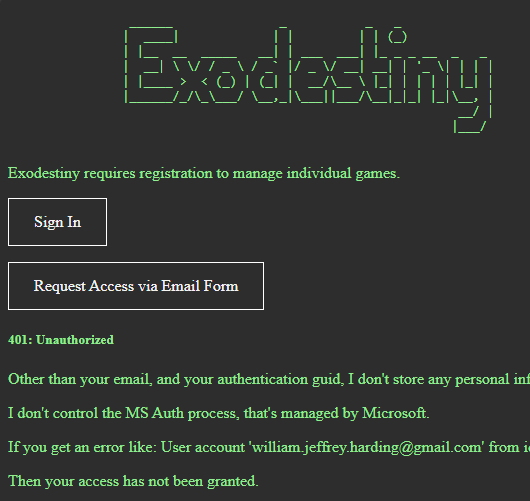 Exodestiny
Exodestiny requires registration to manage individual games.
Sign In
Request Access via Email Form
401: Unauthorized
Other than your email, and your authentication guid, I don't store any personal
I don't control the MS Auth process, that's managed by Microsoft.
If you get an error like: User account 'william.jeffrey.harding@gmail.com' from
Then your access has not been granted.